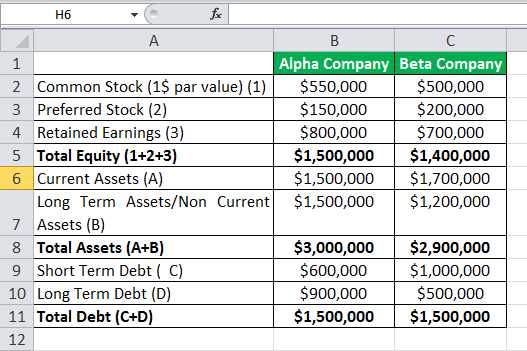 H6 fx
A B C
1 Alpha Company Beta Company
2 Common Stock (1$ par value) (1) $550,000 $500,000
3 Preferred Stock (2) $150,000 $200,000
4 Retained Earnings (3) $800,000 $700,000
5 Total Equity (1+2+3) $1,500,000 $1,400,000
6 Current Assets (A) $1,500,000 $1,700,000
Long Term Assets/Non Current $1,500,000 $1,200,000
7 Assets (B)
8 Total Assets (A+B) $3,000,000 $2,900,000
9 Short Term Debt ( C) $600,000 $1,000,000
10 Long Term Debt (D) $900,000 $500,000
11 Total Debt (C+D) $1,500,000 $1,500,000
12